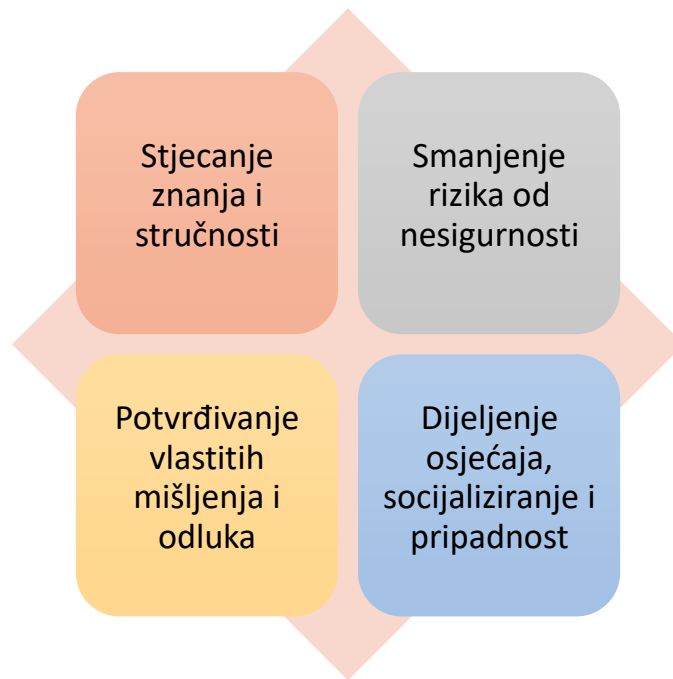 Stjecanje
znanja i
stručnosti
Smanjenje
rizika od
nesigurnosti
Potvrđivanje
vlastitih
mišljenja i
odluka
Dijeljenje
osjećaja,
socijaliziranje i
pripadnost